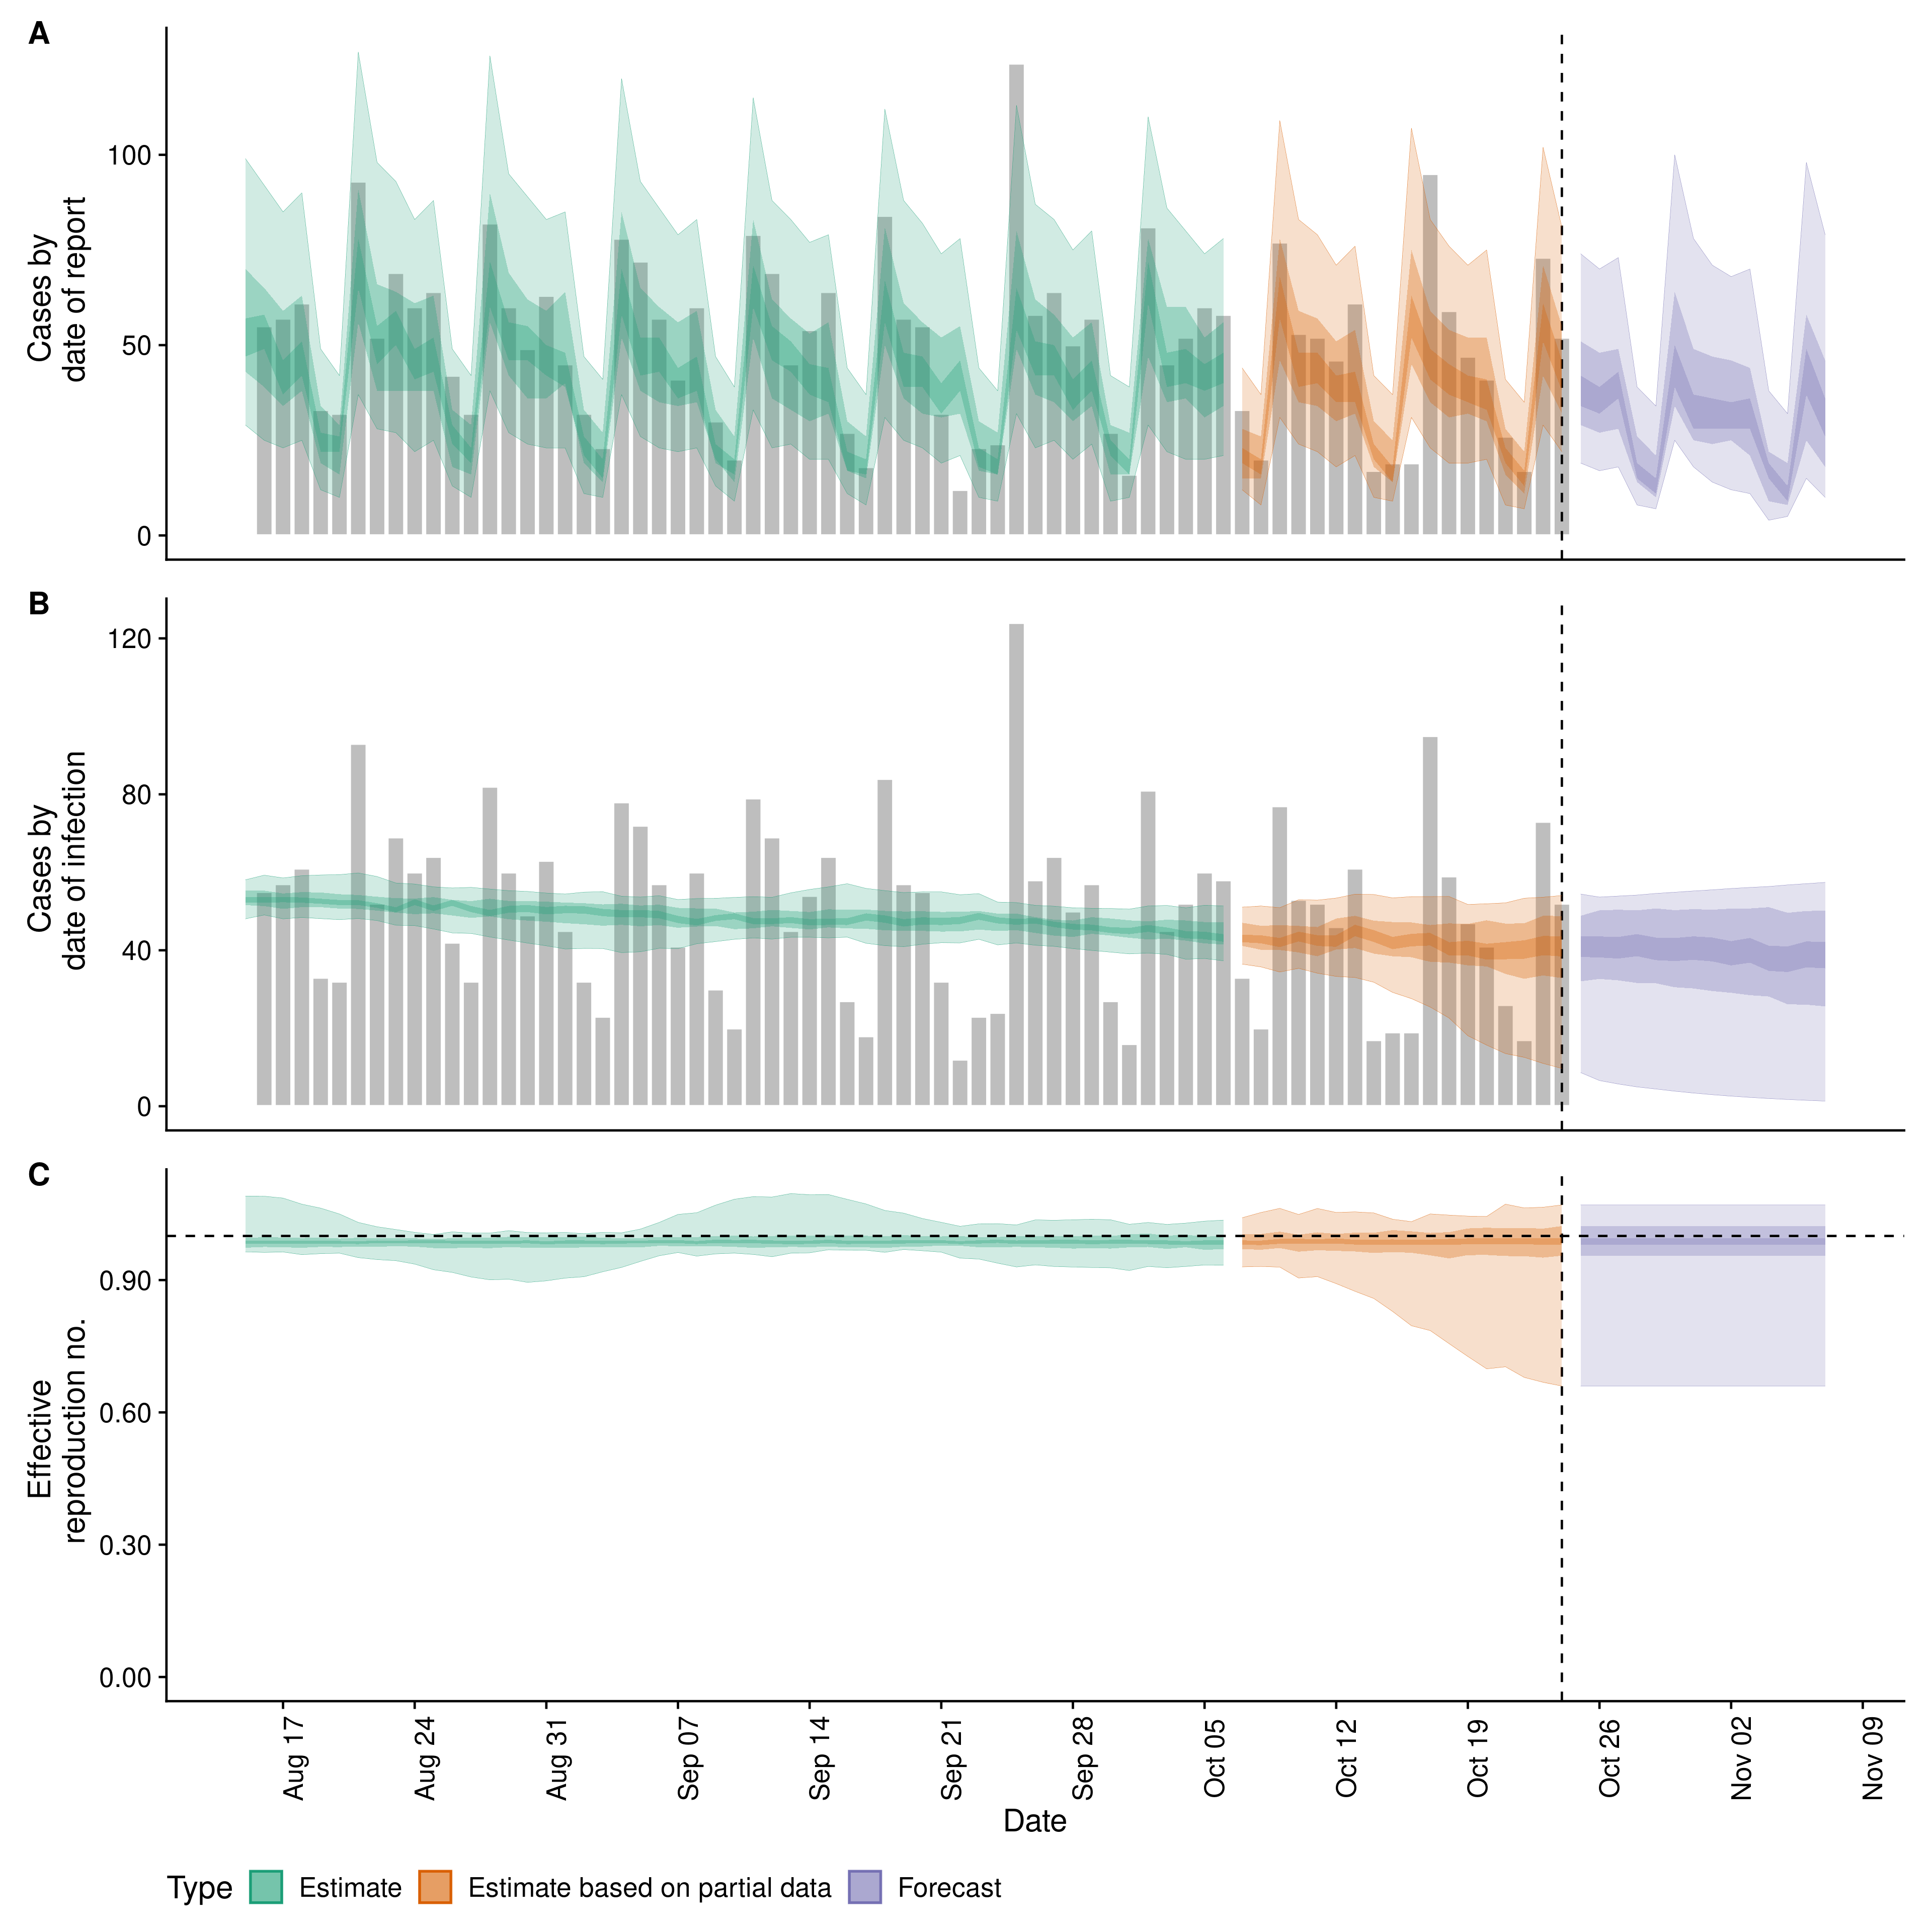 A
Cases by
date of report
100
50
0
B
Cases by
date of infection
120
80
40
0
C
Effective
reproduction no.
0.90
0.60
0.30
0.00
Aug 17
Aug 24
Aug 31
Sep 07
Sep 14
Sep 21
Sep 28
Oct 05
Oct 12
Oct 19
Oct 26
Nov 02
Nov 09
Date
Type Estimate Estimate based on partial data Forecast